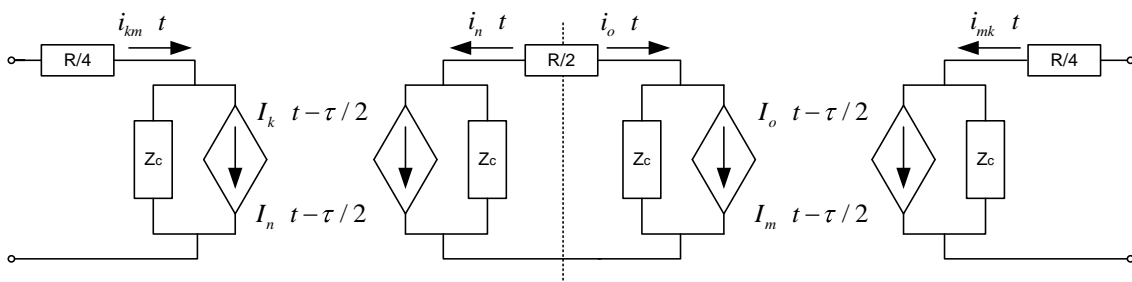 i_km t
i_n t
i_o t
i_mk t
R/4
R/2
R/4
I_k t − τ / 2
I_o t − τ / 2
Zc
Zc
Zc
Zc
I_n t − τ / 2
I_m t − τ / 2